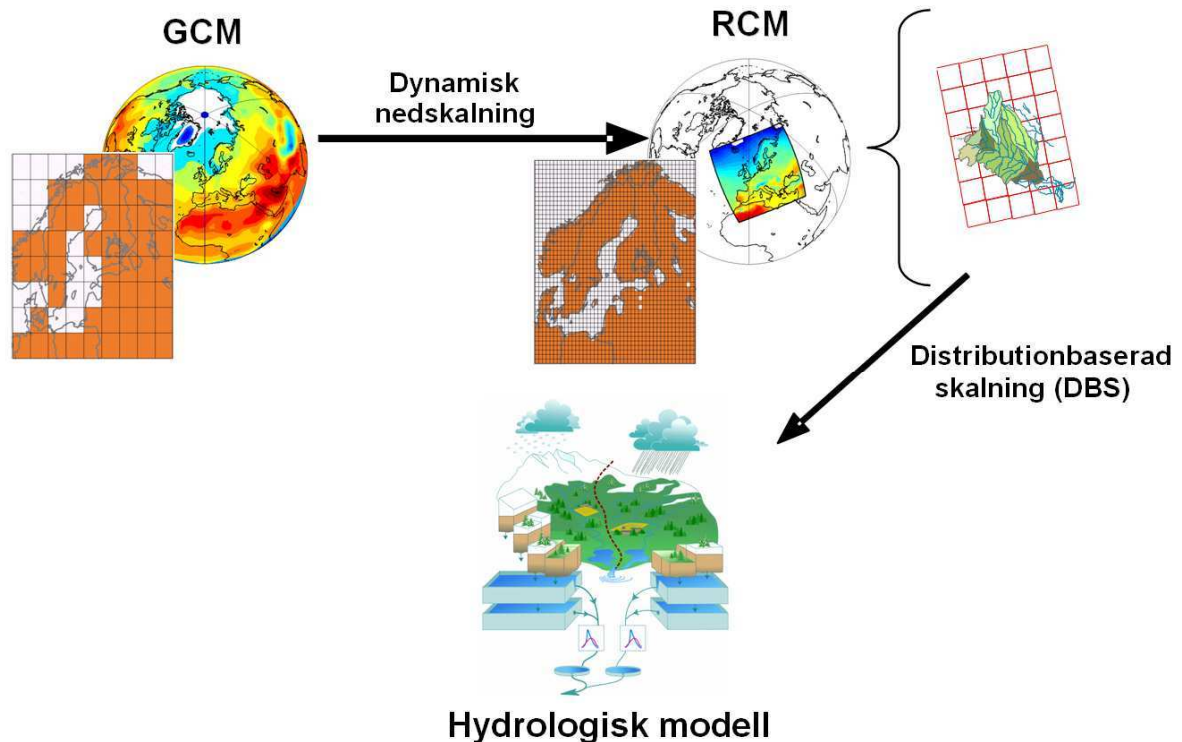 GCM
RCM
Dynamisk
nedskalning
Distributionbaserad
skalning (DBS)
Hydrologisk modell